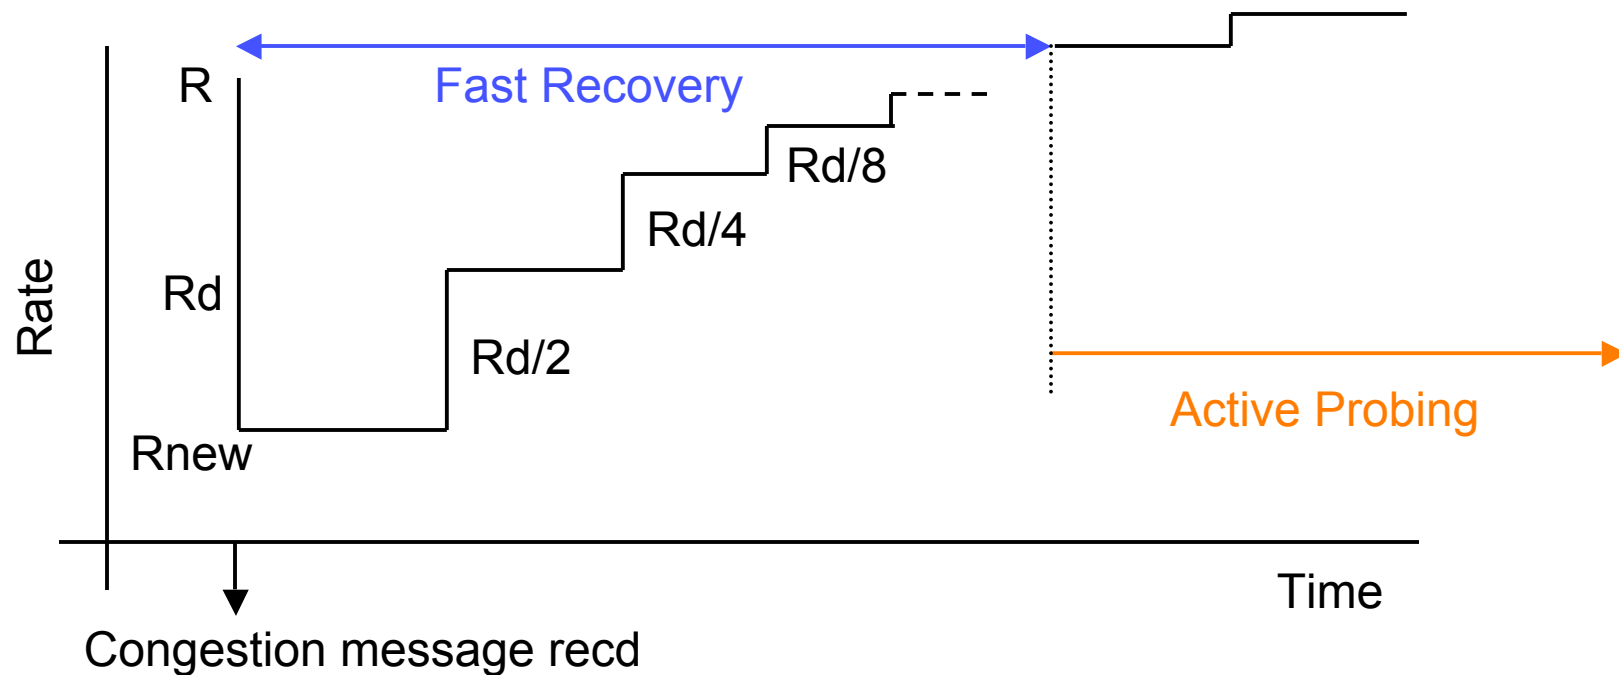 R
Fast Recovery
Rd/8
Rd/4
Rate
Rd
Rd/2
Active Probing
Rnew
Time
Congestion message recd